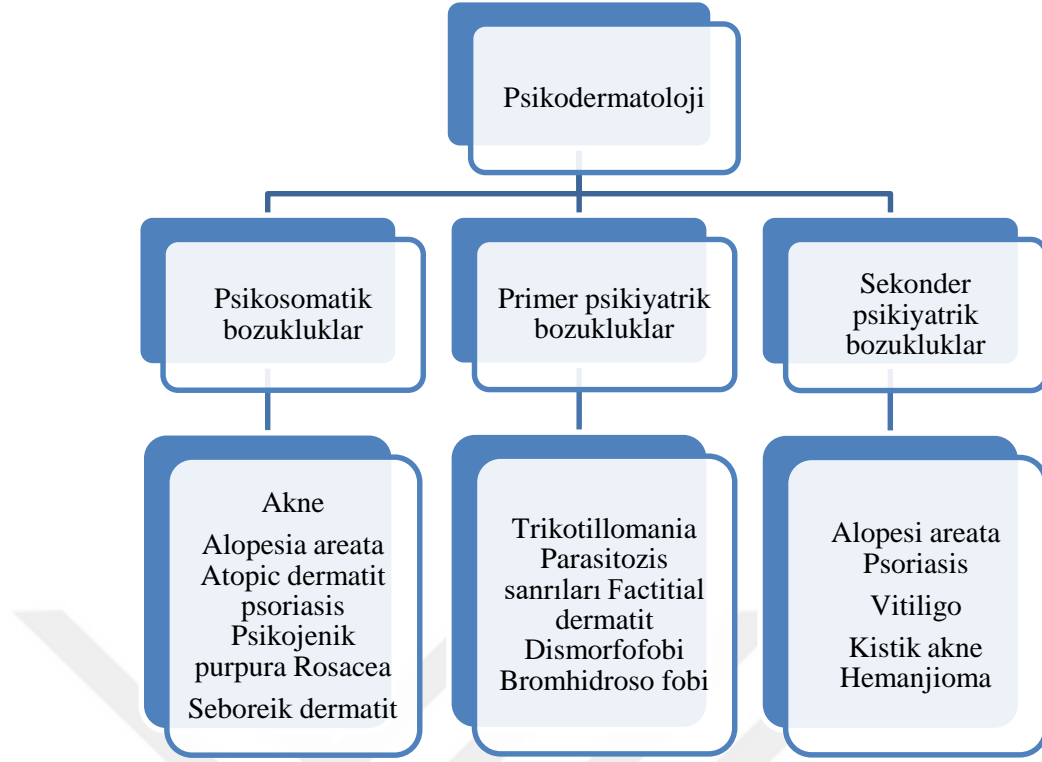 Psikodermatoloji
Psikosomatik
bozukluklar
Primer psikiyatrik
bozukluklar
Sekonder
psikiyatrik
bozukluklar
Akne
Alopesia areata
Atopic dermatit
psoriasis
Psikojenik
purpura Rosacea
Seboreik dermatit
Trikotillomania
Parasitozis
sanrıları Factitial
dermatit
Dismorfofobi
Bromhidroso fobi
Alopesi areata
Psoriasis
Vitiligo
Kistik akne
Hemanjioma